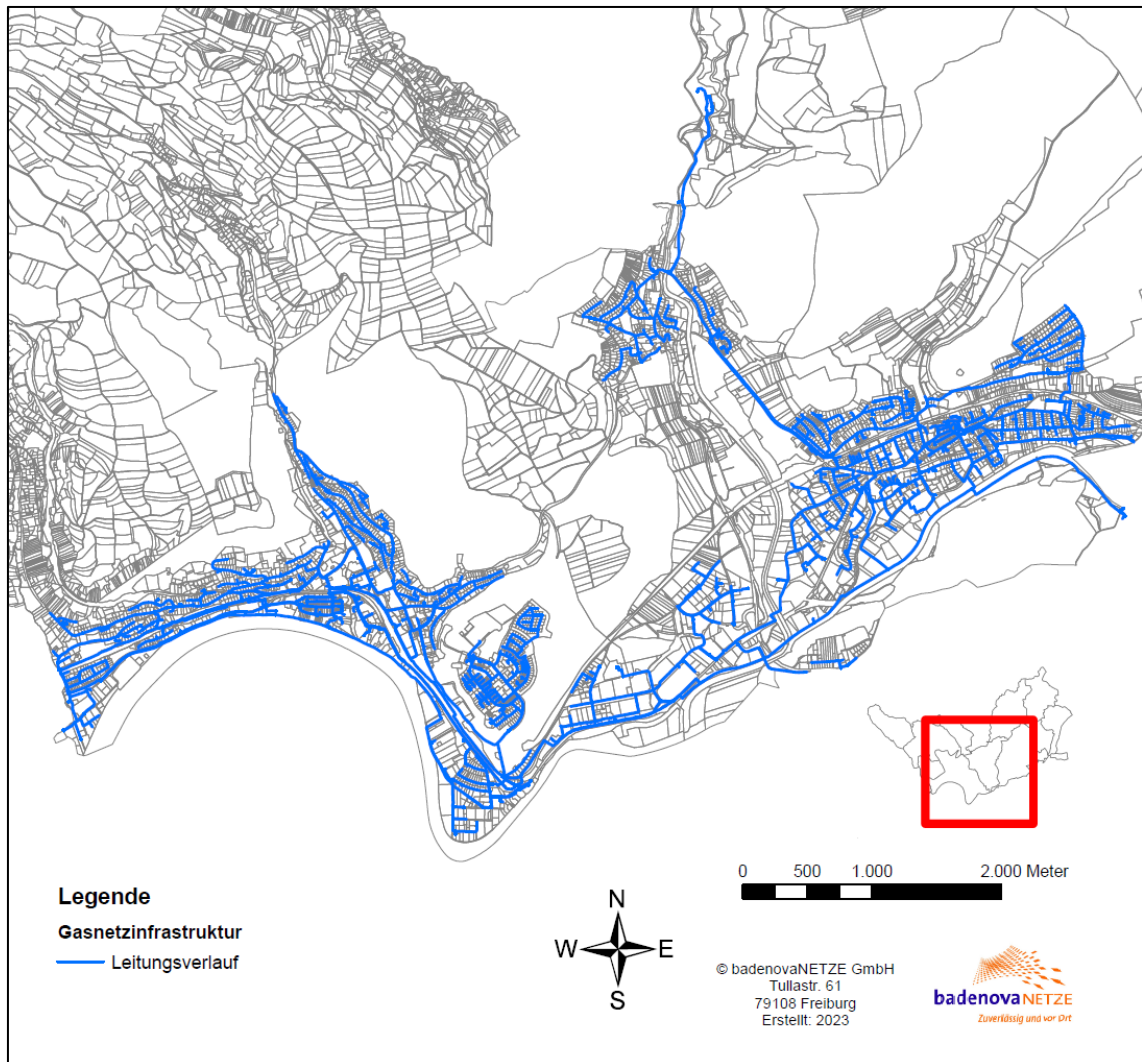 0 500 1.000 2.000 Meter
Legende
Gasnetzinfrastruktur
Leitungsverlauf
N
W E
S
© badenovaNETZE GmbH
Tullastr. 61
79108 Freiburg
Erstellt: 2023
badenovaNETZE
Zuverlässig und vor Ort